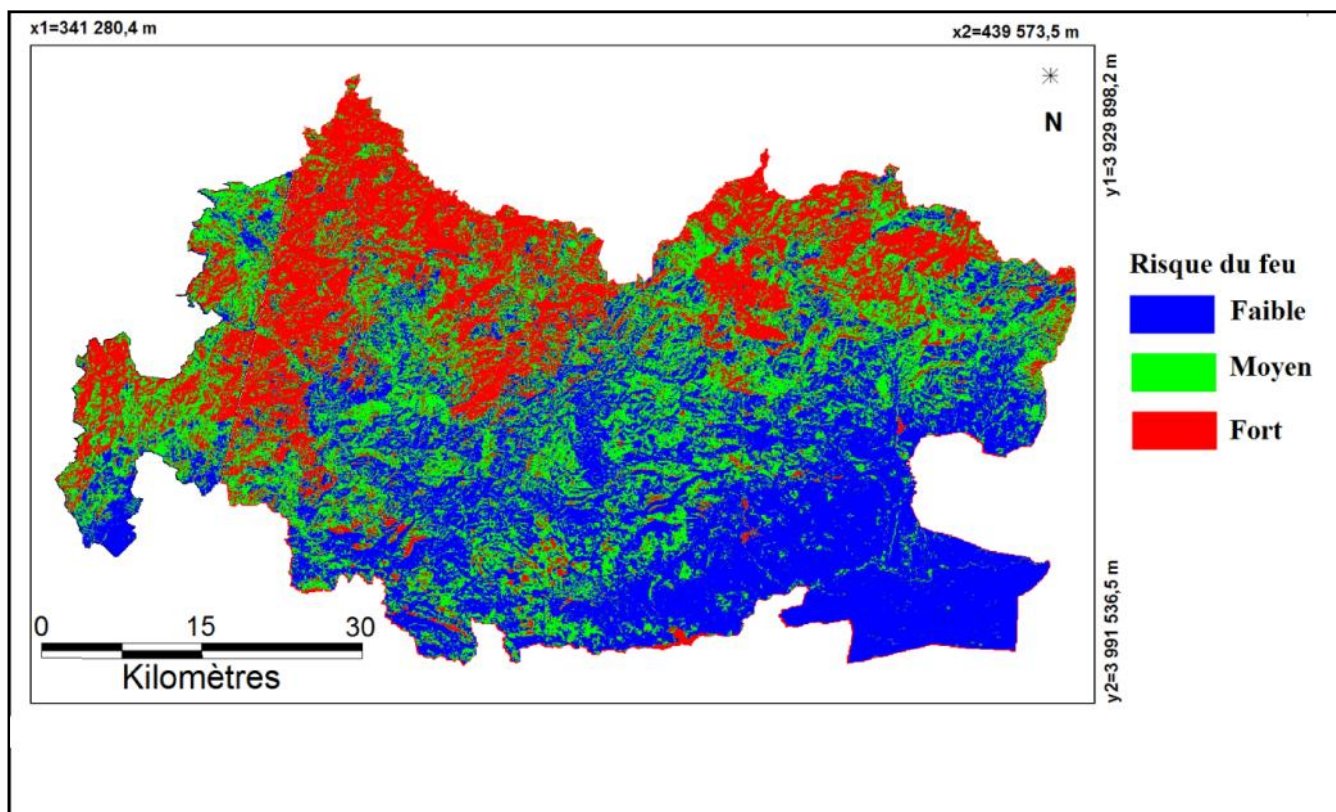 x1=341 280,4 m
x2=439 573,5 m
N
y1=3 929 898,2 m
Risque du feu
Faible
Moyen
Fort
y2=3 991 536,5 m
0 15 30
Kilomètres